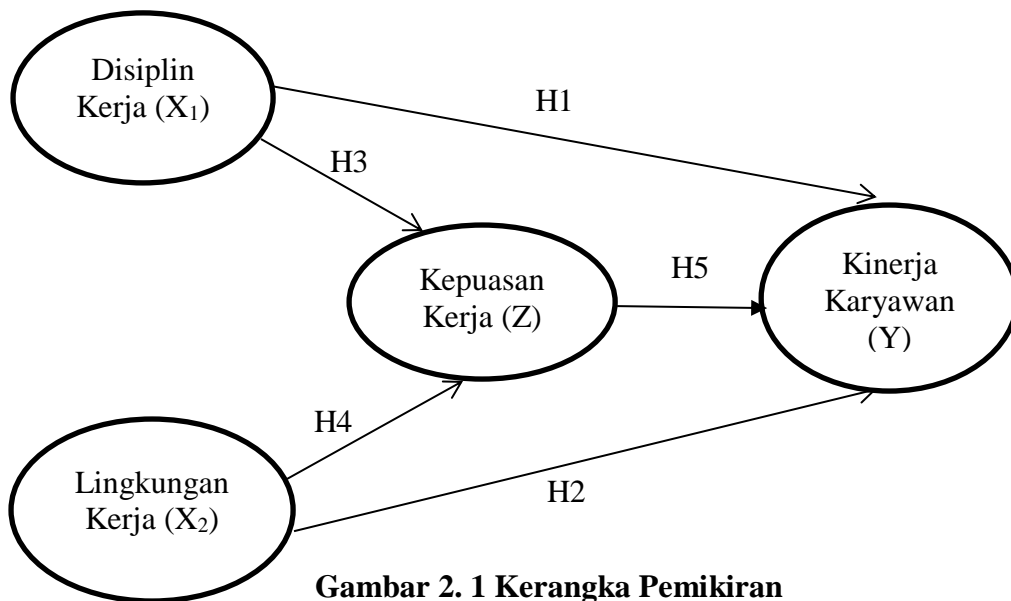 Disiplin
Kerja (X₁)
H1
H3
Kepuasan
Kerja (Z)
H5
Kinerja
Karyawan
(Y)
H4
Lingkungan
Kerja (X₂)
H2
Gambar 2. 1 Kerangka Pemikiran